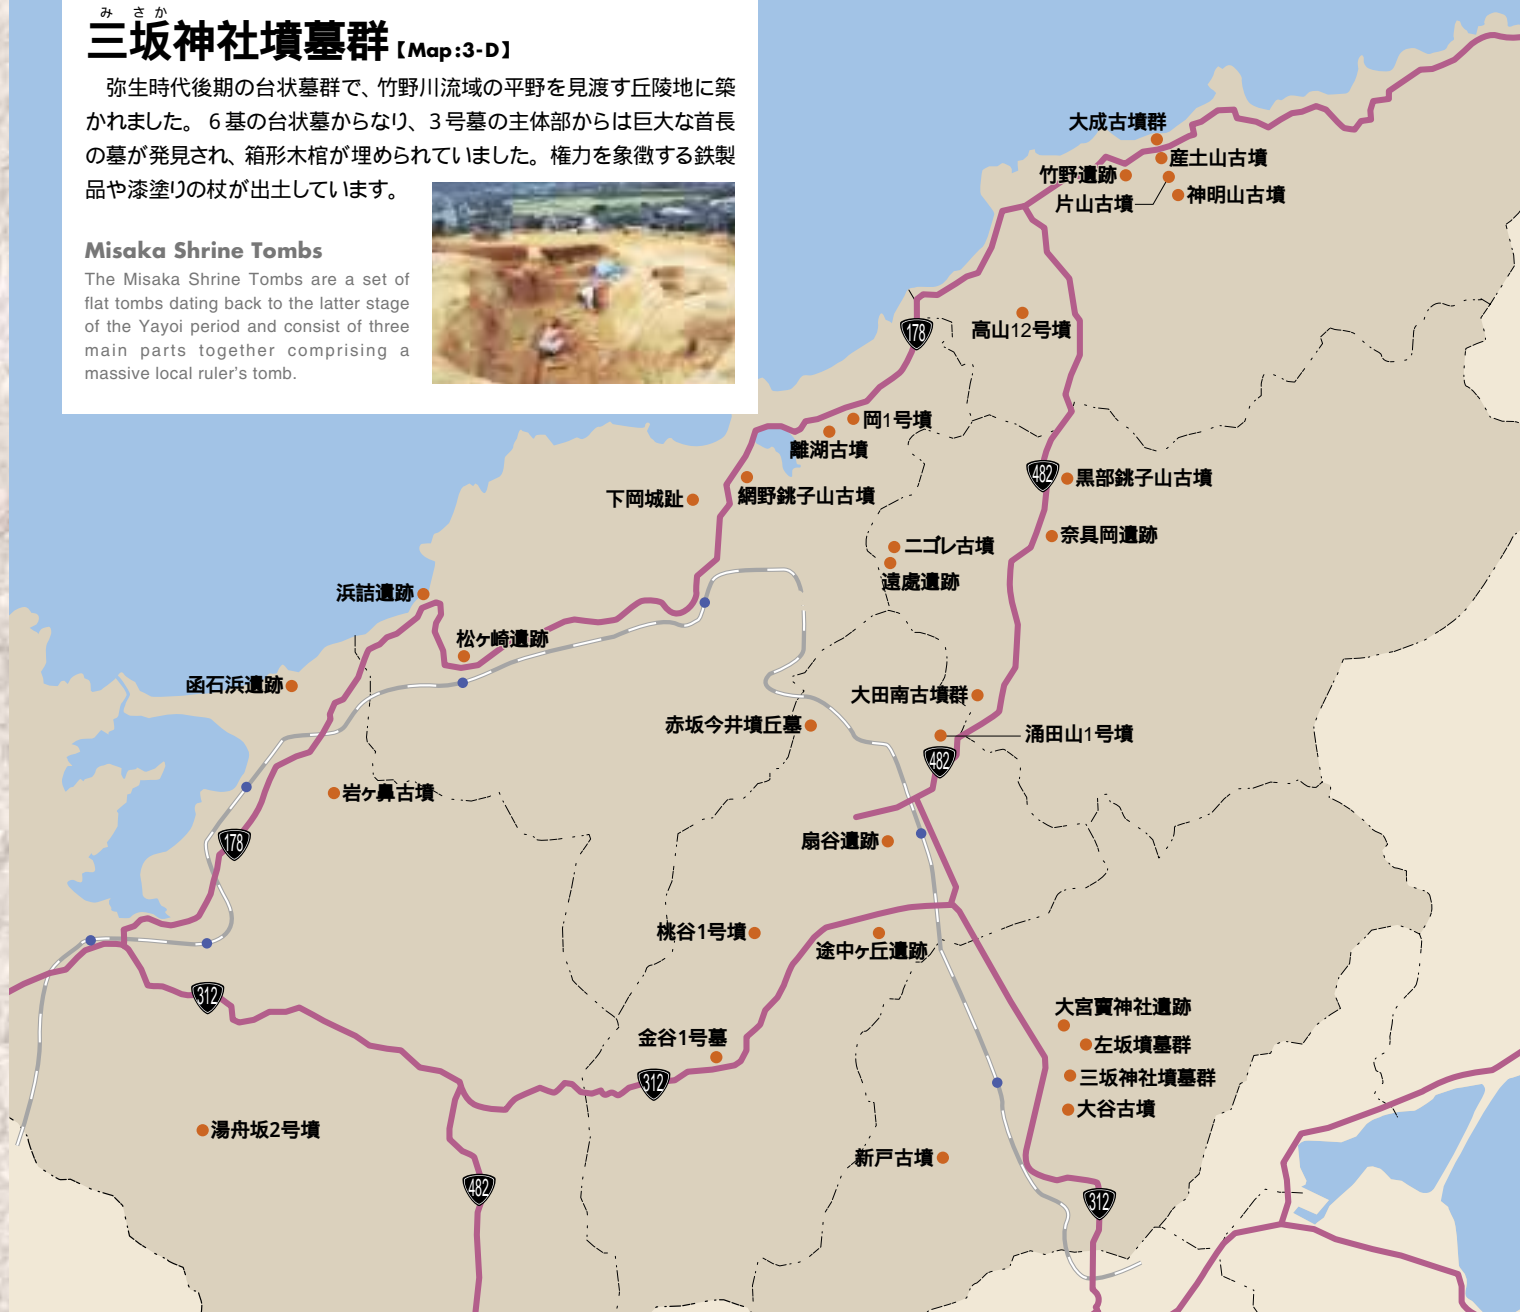 み さか
三坂神社墳墓群【Map:3-D】
弥生時代後期の台状墓群で、竹野川流域の平野を見渡す丘陵地に築
かれました。6基の台状墓からなり、3号墓の主体部からは巨大な首長
の墓が発見され、箱形木棺が埋められていました。権力を象徴する鉄製
品や漆塗りの杖が出土しています。
Misaka Shrine Tombs
The Misaka Shrine Tombs are a set of
flat tombs dating back to the latter stage
of the Yayoi period and consist of three
main parts together comprising a
massive local ruler's tomb.
大成古墳群
産土山古墳
竹野遺跡
片山古墳
神明山古墳
高山12号墳
178
岡1号墳
離湖古墳
482
黒部銚子山古墳
網野銚子山古墳
下岡城趾
奈具岡遺跡
ニゴレ古墳
遠處遺跡
浜詰遺跡
松ヶ崎遺跡
函石浜遺跡
大田南古墳群
赤坂今井墳丘墓
涌田山1号墳
482
岩ヶ鼻古墳
178
扇谷遺跡
桃谷1号墳
途中ヶ丘遺跡
312
大宮賣神社遺跡
金谷1号墓
左坂墳墓群
312
三坂神社墳墓群
大谷古墳
湯舟坂2号墳
新戸古墳
482
312